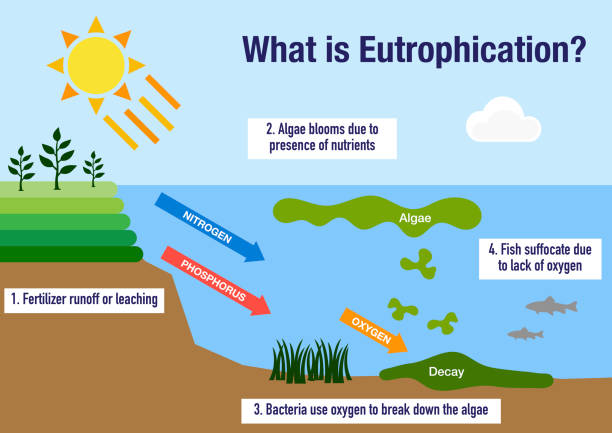 What is Eutrophication?
2. Algae blooms due to
presence of nutrients
NITROGEN
Algae
PHOSPHORUS
4. Fish suffocate due
to lack of oxygen
1. Fertilizer runoff or leaching
OXYGEN
Decay
3. Bacteria use oxygen to break down the algae